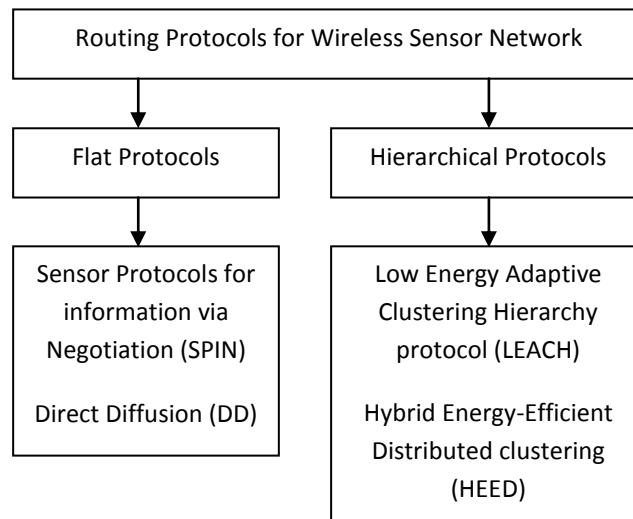 Routing Protocols for Wireless Sensor Network
Flat Protocols
Hierarchical Protocols
Sensor Protocols for
information via
Negotiation (SPIN)
Direct Diffusion (DD)
Low Energy Adaptive
Clustering Hierarchy
protocol (LEACH)
Hybrid Energy-Efficient
Distributed clustering
(HEED)